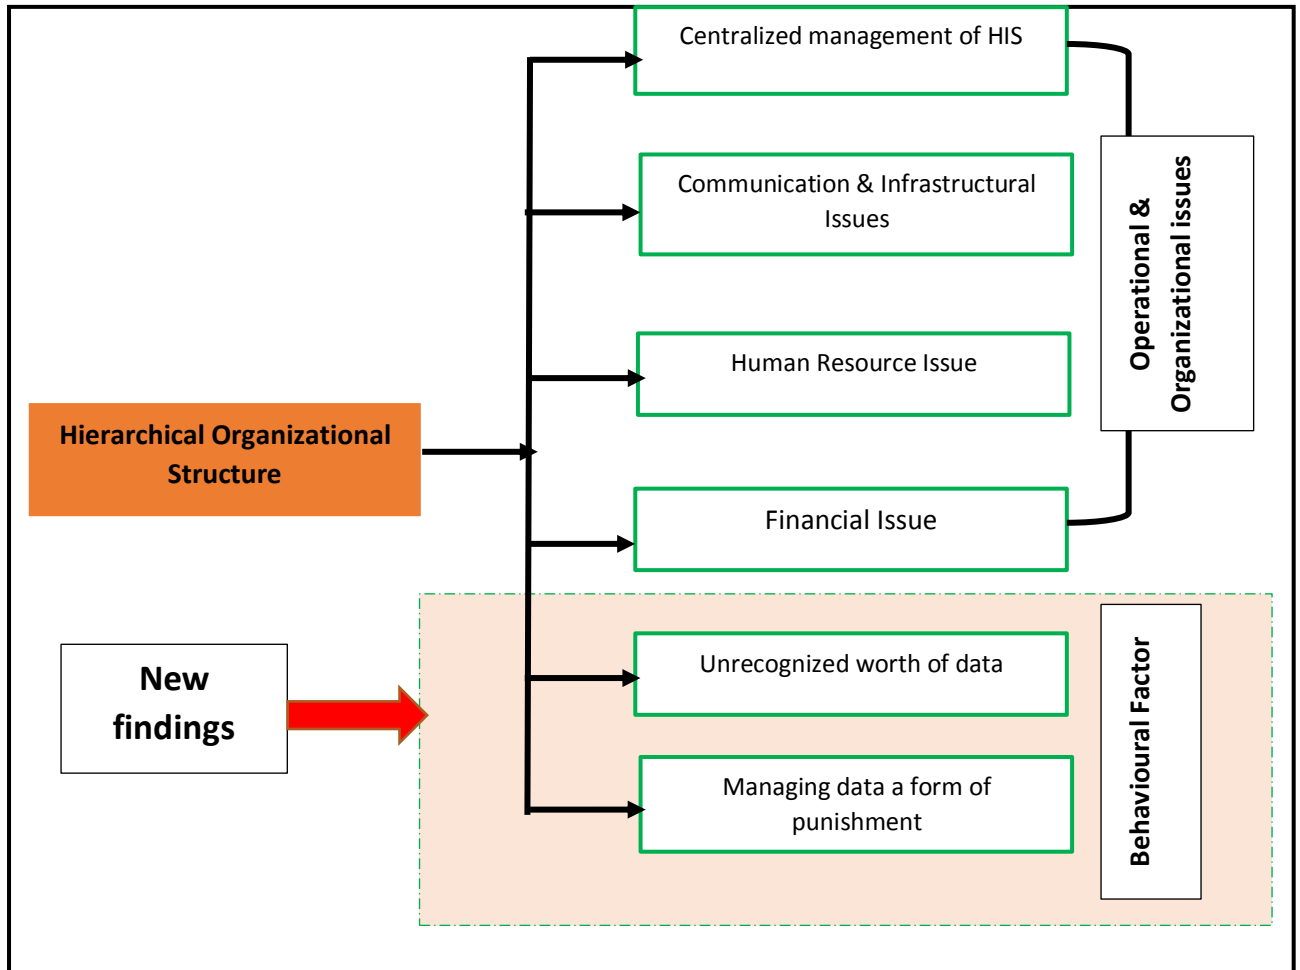 Centralized management of HIS
Communication & Infrastructural
Issues
Operational &
Organizational issues
Human Resource Issue
Hierarchical Organizational
Structure
Financial Issue
New
findings
Unrecognized worth of data
Managing data a form of
punishment
Behavioural Factor